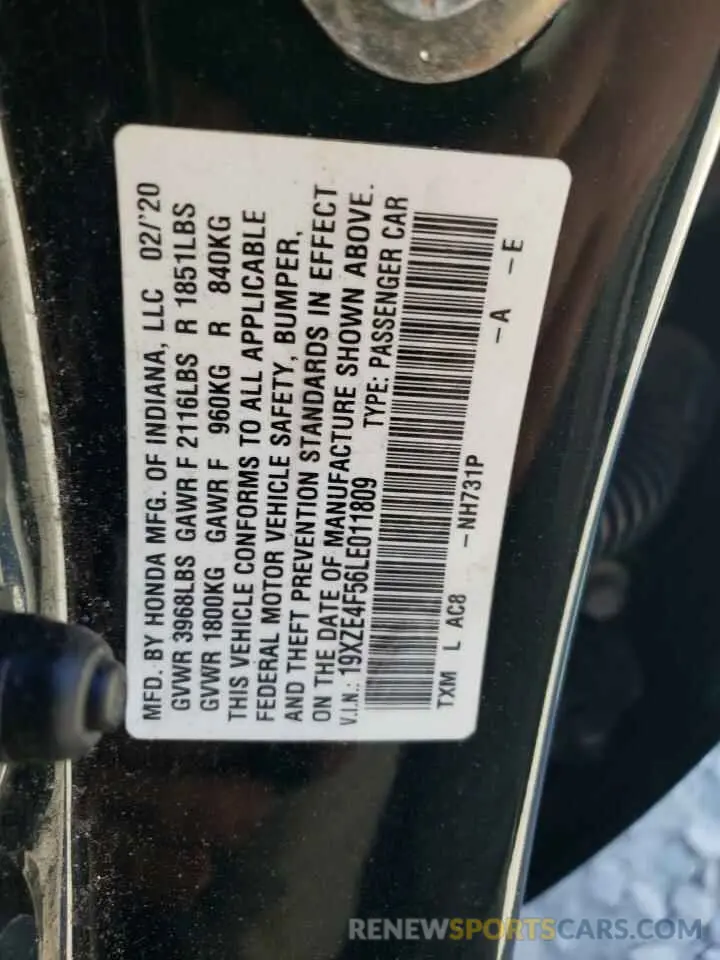 MFD. BY HONDA MFG. OF INDIANA, LLC 02/'20
GVWR 3968LBS GAWR F 2116LBS R 1851LBS
GVWR 1800KG GAWR F 960KG R 840KG
THIS VEHICLE CONFORMS TO ALL APPLICABLE
FEDERAL MOTOR VEHICLE SAFETY, BUMPER,
AND THEFT PREVENTION STANDARDS IN EFFECT
ON THE DATE OF MANUFACTURE SHOWN ABOVE.
V.I.N.: 19XZE4F56LE011809 TYPE: PASSENGER CAR
TXM L AC8 -NH731P -A -E
RENEWSPORTSCARS.COM